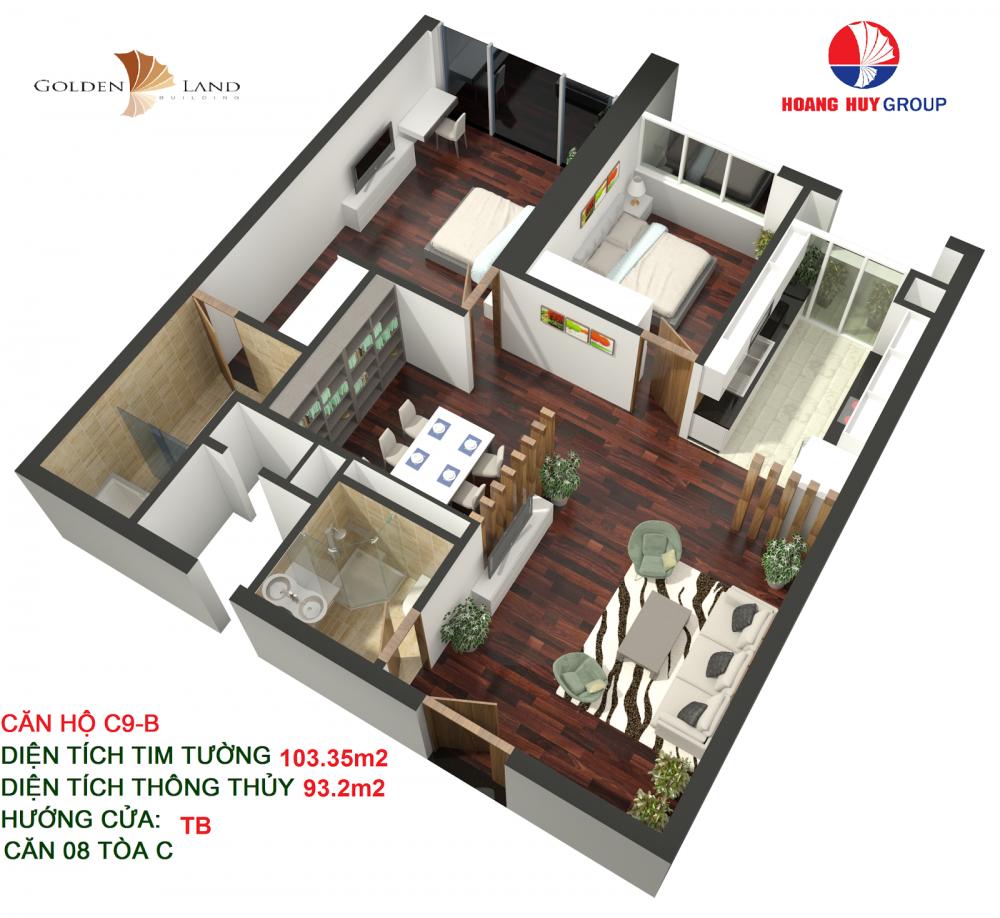 GOLDEN LAND
BUILDING
HOANG HUY GROUP
CĂN HỘ C9-B
DIỆN TÍCH TIM TƯỜNG 103.35m2
DIỆN TÍCH THÔNG THỦY 93.2m2
HƯỚNG CỬA: TB
CĂN 08 TÒA C